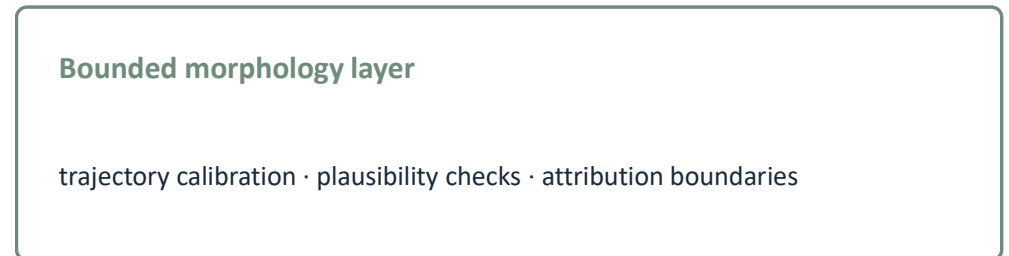 Bounded morphology layer
trajectory calibration · plausibility checks · attribution boundaries